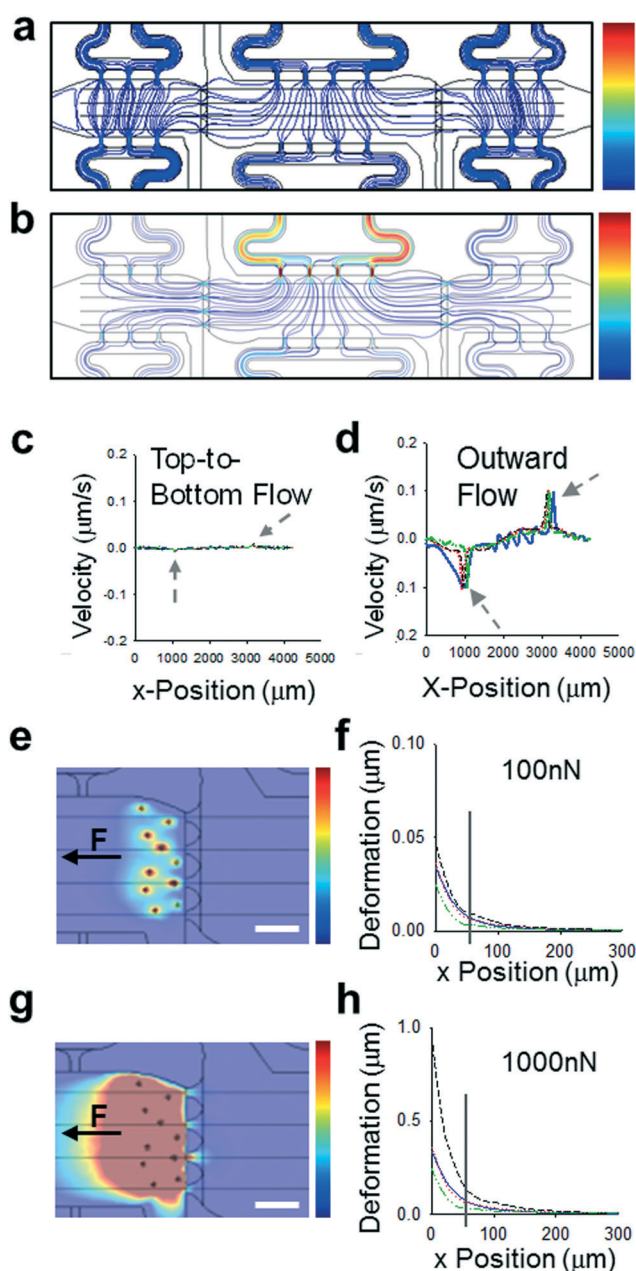 a
b
c
Top-to-
Bottom Flow
Velocity (μm/s)
0.2
0.1
0.0
-0.1
-0.2
0 1000 2000 3000 4000 5000
x-Position (μm)
d
Outward
Flow
Velocity (μm/s)
0.2
0.1
0.0
0.1
0.2
0 1000 2000 3000 4000 5000
X-Position (μm)
e
F
f
100nN
Deformation (μm)
0.10
0.05
0.00
0 100 200 300
x Position (μm)
g
F
h
1000nN
Deformation (μm)
1.0
0.5
0.0
0 100 200 300
x Position (μm)